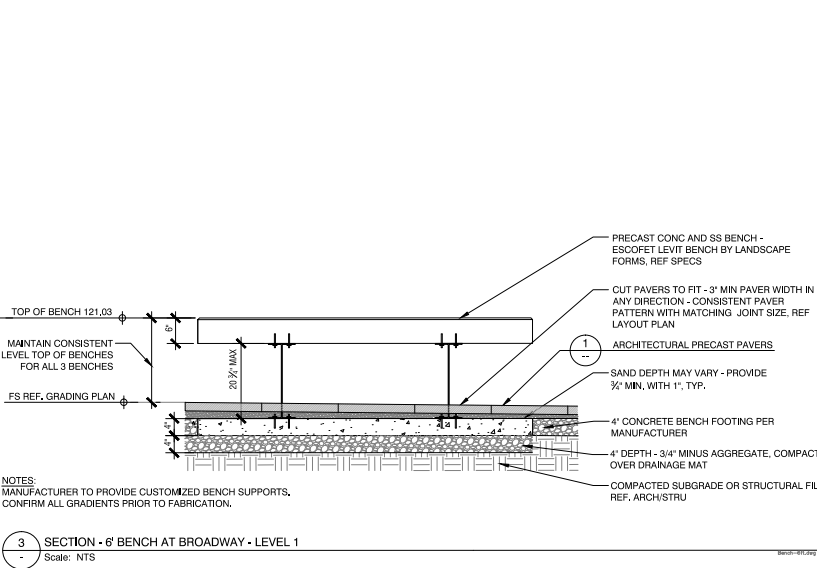 PRECAST CONC AND SS BENCH -
ESCOFET LEVIT BENCH BY LANDSCAPE
FORMS, REF SPECS
CUT PAVERS TO FIT - 3" MIN PAVER WIDTH IN
ANY DIRECTION - CONSISTENT PAVER
PATTERN WITH MATCHING JOINT SIZE, REF
LAYOUT PLAN
1
--
ARCHITECTURAL PRECAST PAVERS
SAND DEPTH MAY VARY - PROVIDE
¾" MIN, WITH 1", TYP.
4" CONCRETE BENCH FOOTING PER
MANUFACTURER
4" DEPTH - 3/4" MINUS AGGREGATE, COMPACT
OVER DRAINAGE MAT
COMPACTED SUBGRADE OR STRUCTURAL FIL
REF. ARCH/STRU
TOP OF BENCH 121.03
6"
MAINTAIN CONSISTENT
LEVEL TOP OF BENCHES
FOR ALL 3 BENCHES
20 ¾" MAX
FS REF. GRADING PLAN
4"
4"
NOTES:
MANUFACTURER TO PROVIDE CUSTOMIZED BENCH SUPPORTS.
CONFIRM ALL GRADIENTS PRIOR TO FABRICATION.
3
-
SECTION - 6' BENCH AT BROADWAY - LEVEL 1
Scale: NTS